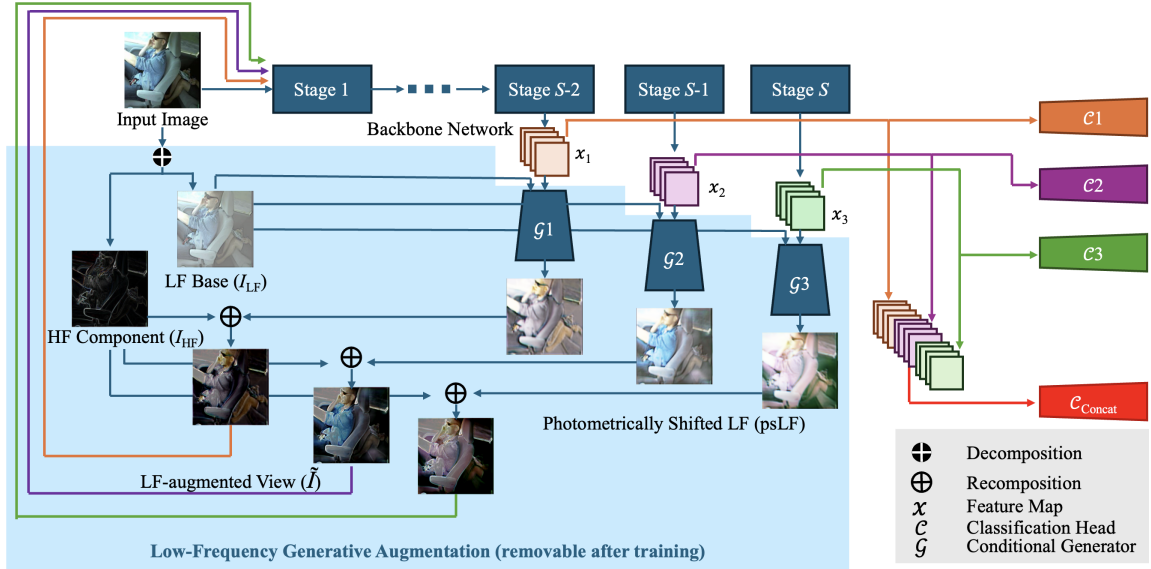 Input Image
Stage 1
Stage S-2
Stage S-1
Stage S
Backbone Network
x₁
x₂
x₃
𝒞1
𝒞2
𝒞3
𝒞Concat
𝒢1
𝒢2
𝒢3
LF Base (I_LF)
HF Component (I_HF)
Photometrically Shifted LF (psLF)
LF-augmented View (Ĩ)
Low-Frequency Generative Augmentation (removable after training)
Decomposition
Recomposition
x Feature Map
𝒞 Classification Head
𝒢 Conditional Generator